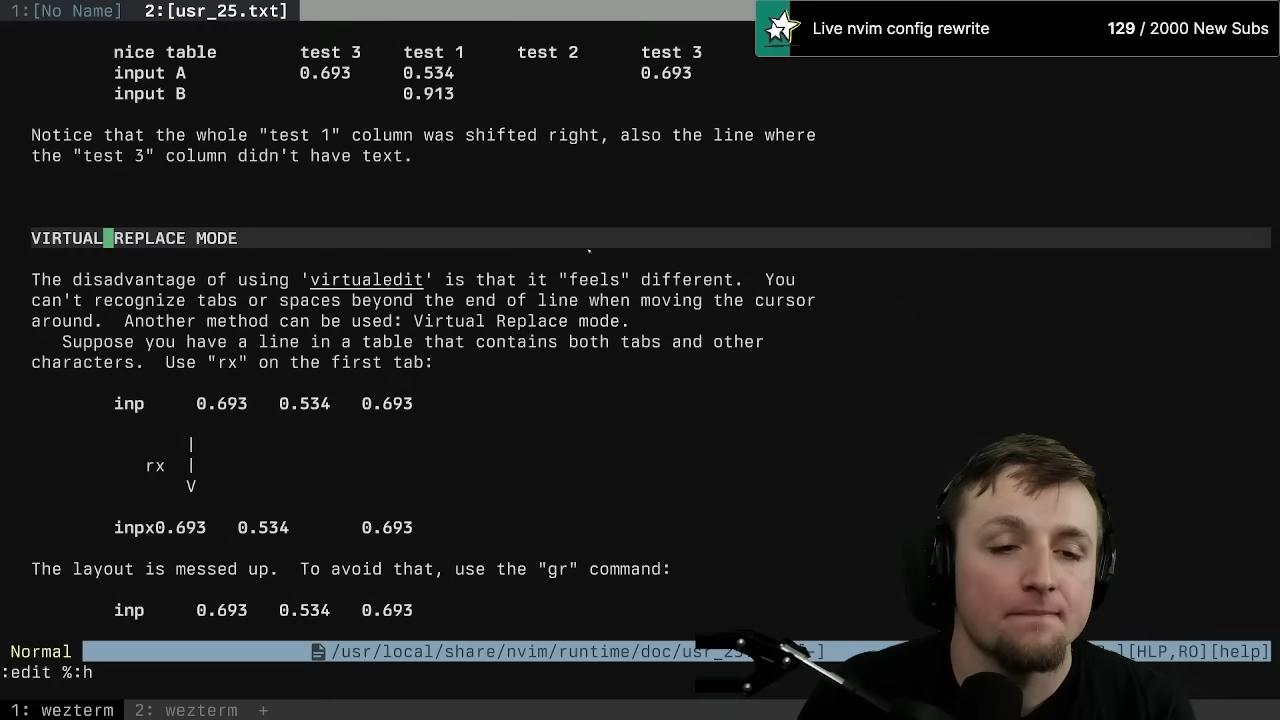 1:[No Name]  2:[usr_25.txt]
Live nvim config rewrite 129 / 2000 New Subs
nice table        test 3    test 1     test 2      test 3
input A           0.693     0.534                  0.693
input B                     0.913
Notice that the whole "test 1" column was shifted right, also the line where
the "test 3" column didn't have text.
VIRTUAL REPLACE MODE
The disadvantage of using 'virtualedit' is that it "feels" different.  You
can't recognize tabs or spaces beyond the end of line when moving the cursor
around.  Another method can be used: Virtual Replace mode.
Suppose you have a line in a table that contains both tabs and other
characters.  Use "rx" on the first tab:
inp     0.693   0.534   0.693
|
rx  |
V
inpx0.693   0.534       0.693
The layout is messed up.  To avoid that, use the "gr" command:
inp     0.693   0.534   0.693
Normal /usr/local/share/nvim/runtime/doc/ ][HLP,RO][help]
:edit %:h
1: wezterm  2: wezterm  +